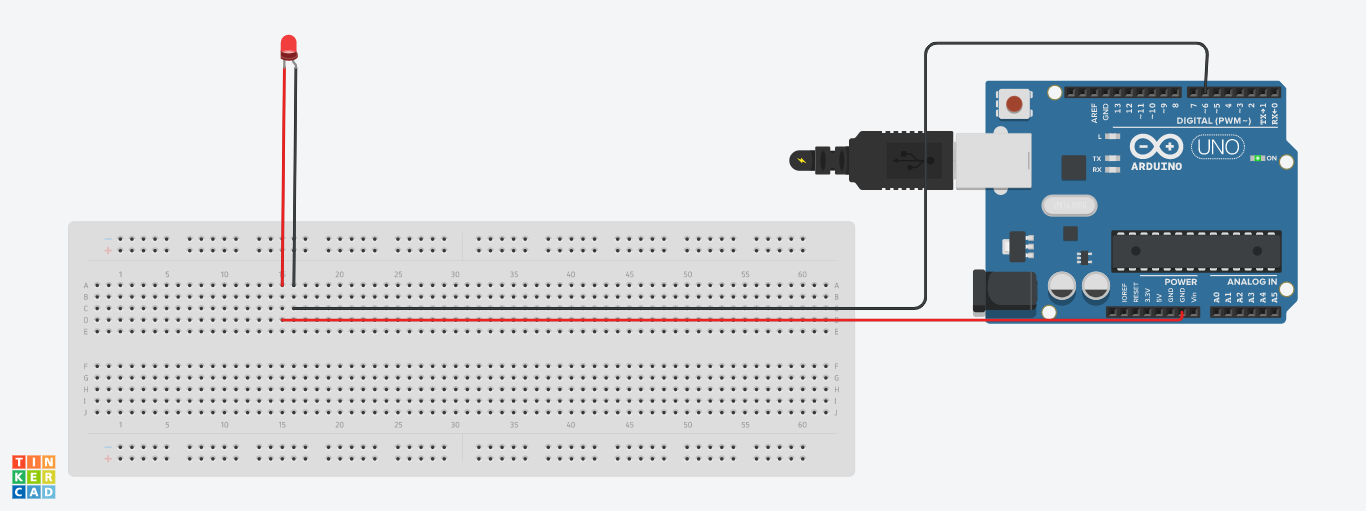 AREF
GND
13
12
~11
~10
~9
8
7
~6
~5
4
~3
2
TX→1
RX←0
DIGITAL (PWM~)
L
TX
RX
ARDUINO
UNO
ON
POWER
ANALOG IN
IOREF
RESET
3.3V
5V
GND
GND
Vin
A0
A1
A2
A3
A4
A5
− −
+ +
1 5 10 15 20 25 30 35 40 45 50 55 60
A A
B B
C
D
E E
F F
G G
H H
I I
J J
1 5 10 15 20 25 30 35 40 45 50 55 60
−
+
TIN
KER
CAD